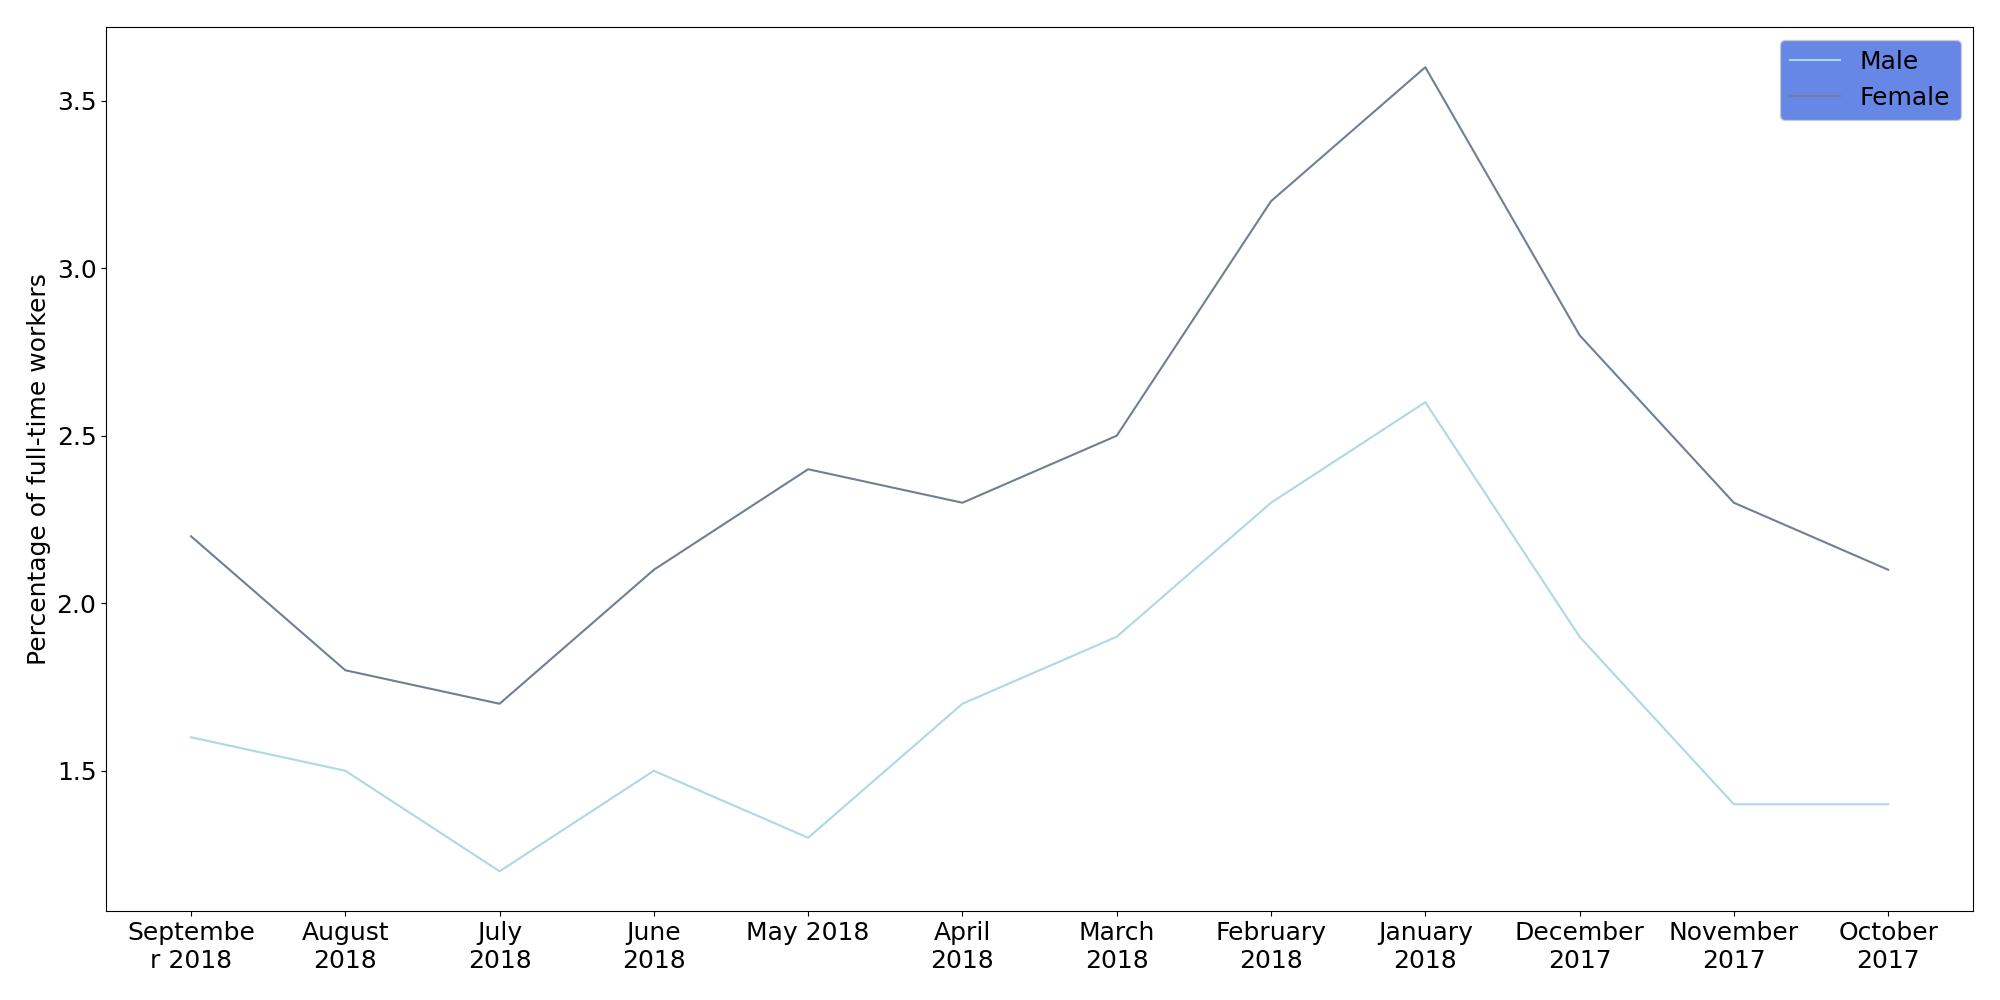 Percentage of full-time workers
3.5
3.0
2.5
2.0
1.5
Male
Female
Septembe
r 2018
August
2018
July
2018
June
2018
May 2018
April
2018
March
2018
February
2018
January
2018
December
2017
November
2017
October
2017